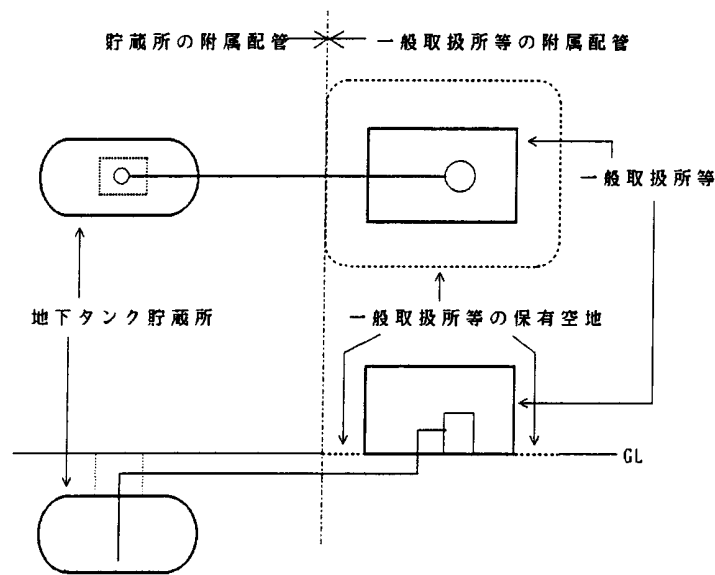 貯蔵所の附属配管
一般取扱所等の附属配管
一般取扱所等
地下タンク貯蔵所
一般取扱所等の保有空地
GL